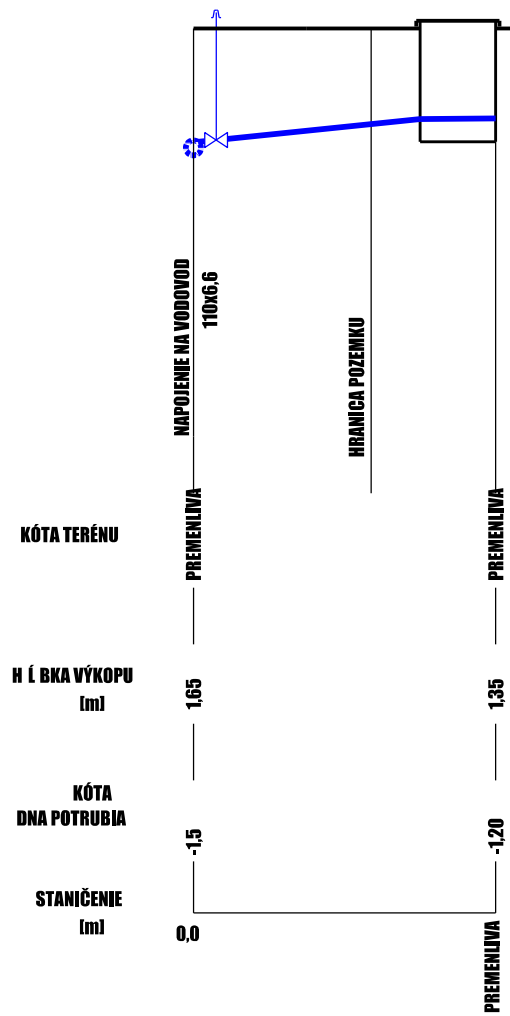 NAPOJENIE NA VODOVOD
110x6,6
HRANICA POZEMKU
KÓTA TERÉNU
PREMENLIVA
PREMENLIVA
HĹBKA VÝKOPU
[m]
1,65
1,35
KÓTA
DNA POTRUBIA
-1,5
-1,20
STANIČENIE
[m]
0,0
PREMENLIVA